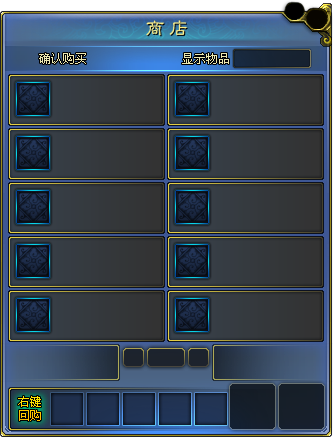 商店
确认购买 显示物品
右键
回购